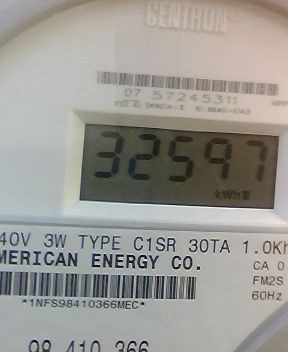 CENTRON®
07 57245311
32597
kWh
40V 3W TYPE C1SR 30TA 1.0Kh
MERICAN ENERGY CO.
CA 0
FM2S
60Hz
*1NFS98410366MEC*
98 410 366